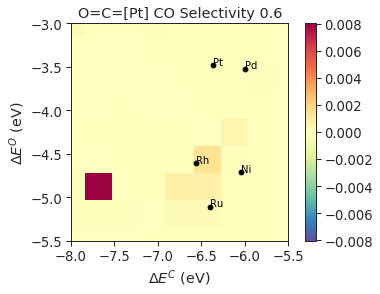 O=C=[Pt] CO Selectivity 0.6
−3.0
−3.5
−4.0
−4.5
−5.0
−5.5
ΔE^O (eV)
Pt
Pd
Rh
Ni
Ru
−8.0 −7.5 −7.0 −6.5 −6.0 −5.5
ΔE^C (eV)
0.008
0.006
0.004
0.002
0.000
−0.002
−0.004
−0.006
−0.008